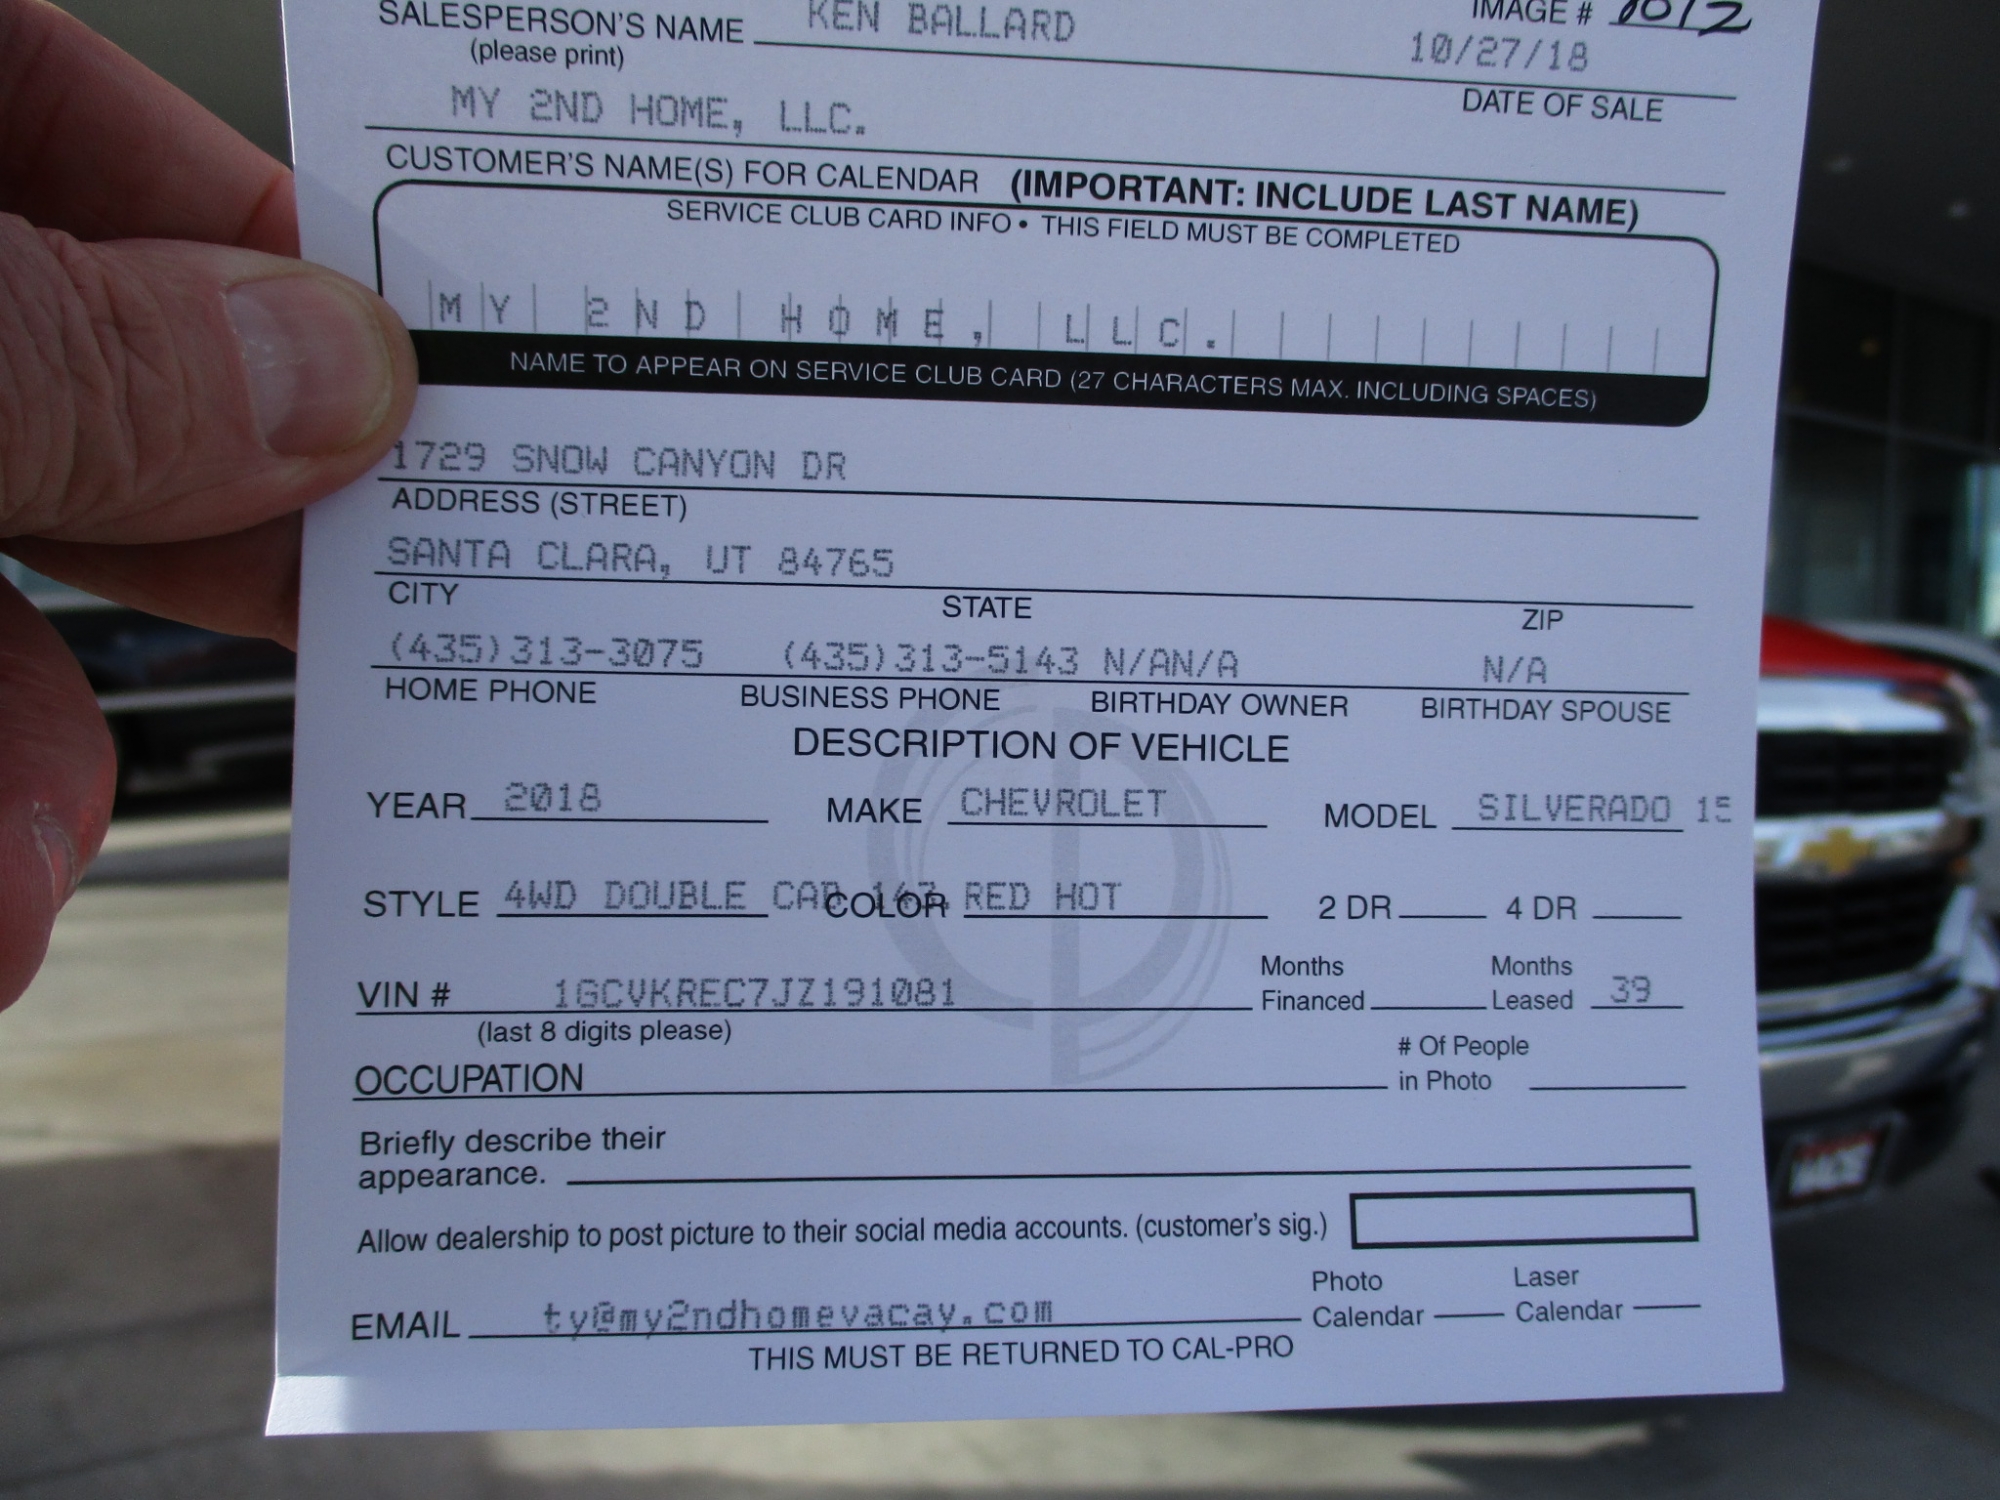 SALESPERSON'S NAME KEN BALLARD IMAGE #
(please print) 10/27/18
DATE OF SALE
MY 2ND HOME, LLC.
CUSTOMER'S NAME(S) FOR CALENDAR (IMPORTANT: INCLUDE LAST NAME)
SERVICE CLUB CARD INFO • THIS FIELD MUST BE COMPLETED
MY 2ND HOME, LLC.
NAME TO APPEAR ON SERVICE CLUB CARD (27 CHARACTERS MAX. INCLUDING SPACES)
1729 SNOW CANYON DR
ADDRESS (STREET)
SANTA CLARA, UT 84765
CITY STATE ZIP
(435)313-3075 (435)313-5143 N/AN/A N/A
HOME PHONE BUSINESS PHONE BIRTHDAY OWNER BIRTHDAY SPOUSE
DESCRIPTION OF VEHICLE
YEAR 2018 MAKE CHEVROLET MODEL SILVERADO 15
STYLE 4WD DOUBLE CAB COLOR RED HOT 2 DR 4 DR
VIN # 1GCVKREC7JZ191081 Months Financed Months Leased 39
(last 8 digits please)
OCCUPATION # Of People in Photo
Briefly describe their
appearance.
Allow dealership to post picture to their social media accounts. (customer's sig.)
EMAIL ty@my2ndhomevacay.com Photo Calendar Laser Calendar
THIS MUST BE RETURNED TO CAL-PRO